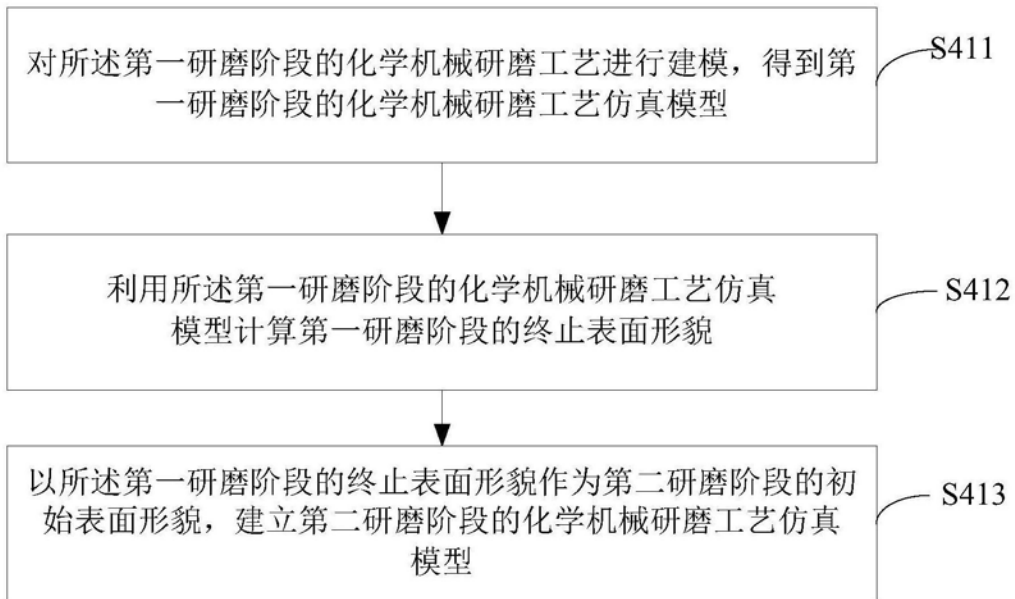 对所述第一研磨阶段的化学机械研磨工艺进行建模，得到第
一研磨阶段的化学机械研磨工艺仿真模型
S411
利用所述第一研磨阶段的化学机械研磨工艺仿真
模型计算第一研磨阶段的终止表面形貌
S412
以所述第一研磨阶段的终止表面形貌作为第二研磨阶段的初
始表面形貌，建立第二研磨阶段的化学机械研磨工艺仿真
模型
S413